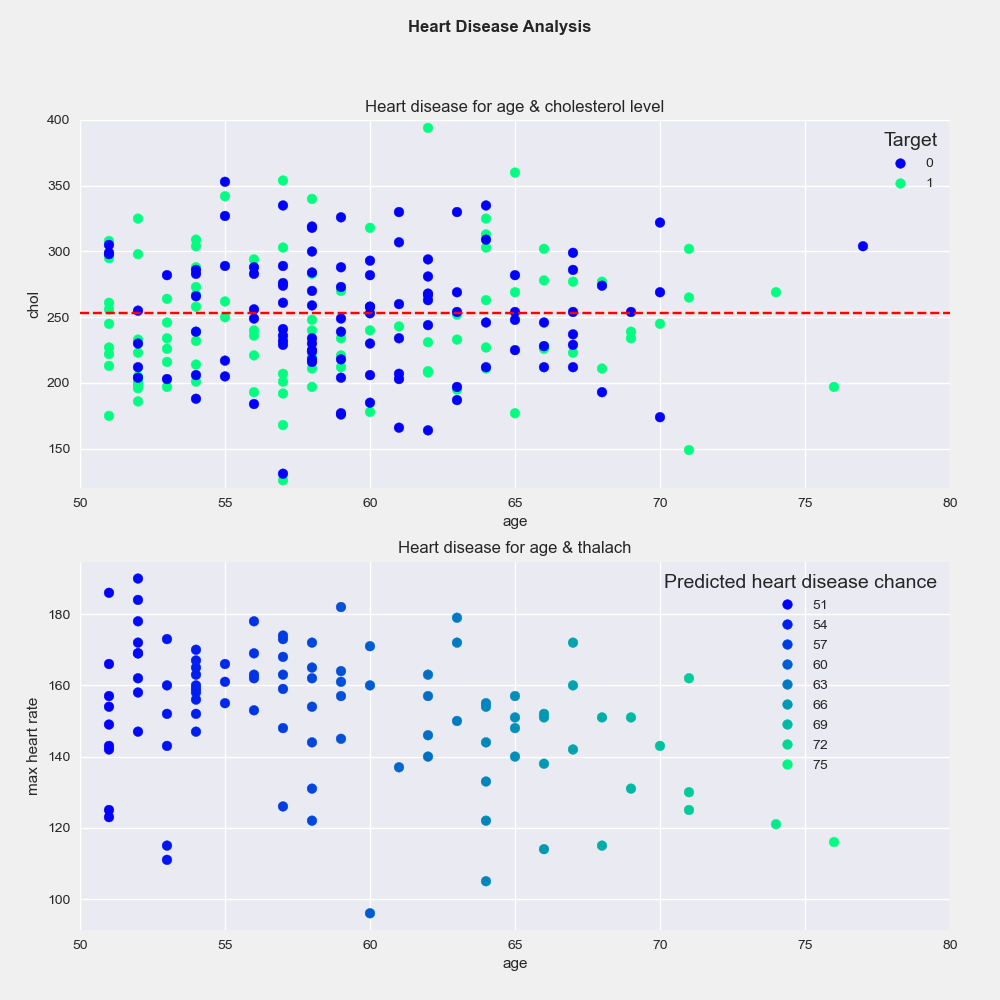 Heart Disease Analysis
Heart disease for age & cholesterol level
400
350
300
250
200
150
chol
Target
0
1
50 55 60 65 70 75 80
age
Heart disease for age & thalach
180
160
140
120
100
max heart rate
Predicted heart disease chance
51
54
57
60
63
66
69
72
75
50 55 60 65 70 75 80
age